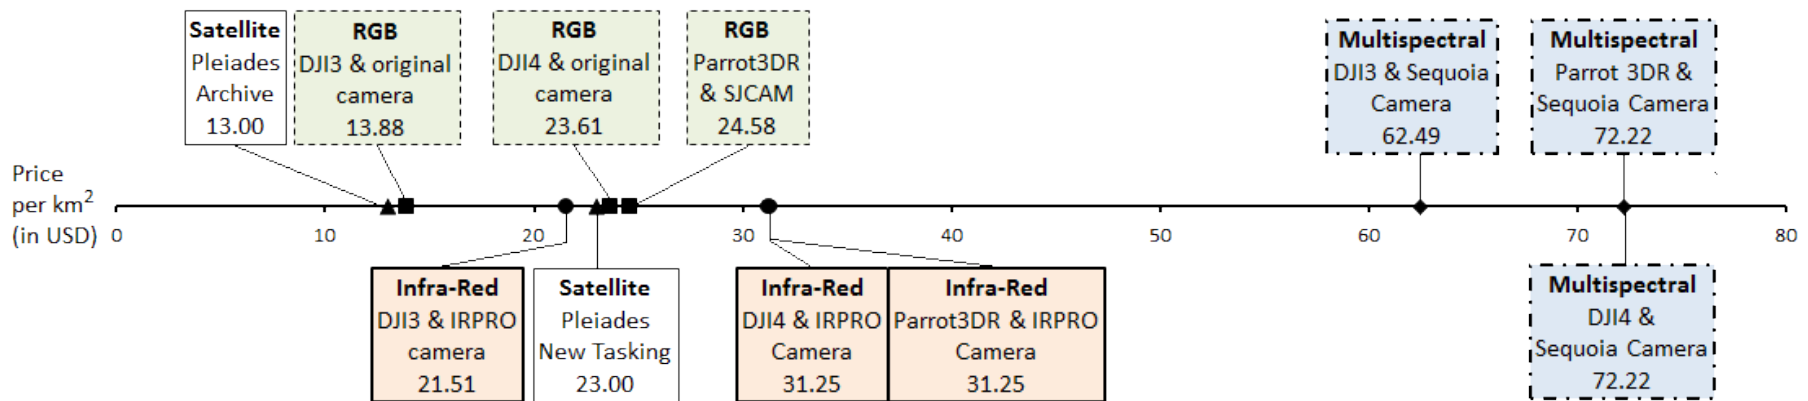 Satellite
Pleiades
Archive
13.00
RGB
DJI3 & original
camera
13.88
RGB
DJI4 & original
camera
23.61
RGB
Parrot3DR
& SJCAM
24.58
Multispectral
DJI3 & Sequoia
Camera
62.49
Multispectral
Parrot 3DR &
Sequoia Camera
72.22
Price
per km²
(in USD)
0 10 20 30 40 50 60 70 80
Infra-Red
DJI3 & IRPRO
camera
21.51
Satellite
Pleiades
New Tasking
23.00
Infra-Red
DJI4 & IRPRO
Camera
31.25
Infra-Red
Parrot3DR & IRPRO
Camera
31.25
Multispectral
DJI4 &
Sequoia Camera
72.22